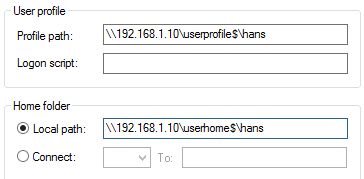 User profile
Profile path: \\192.168.1.10\userprofile$\hans
Logon script:
Home folder
Local path: \\192.168.1.10\userhome$\hans
Connect: To: